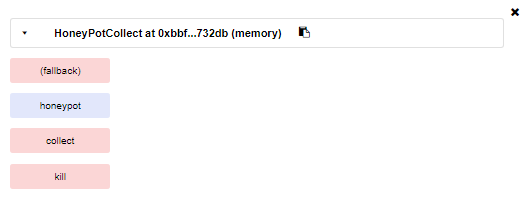 HoneyPotCollect at 0xbbf...732db (memory)
(fallback)
honeypot
collect
kill